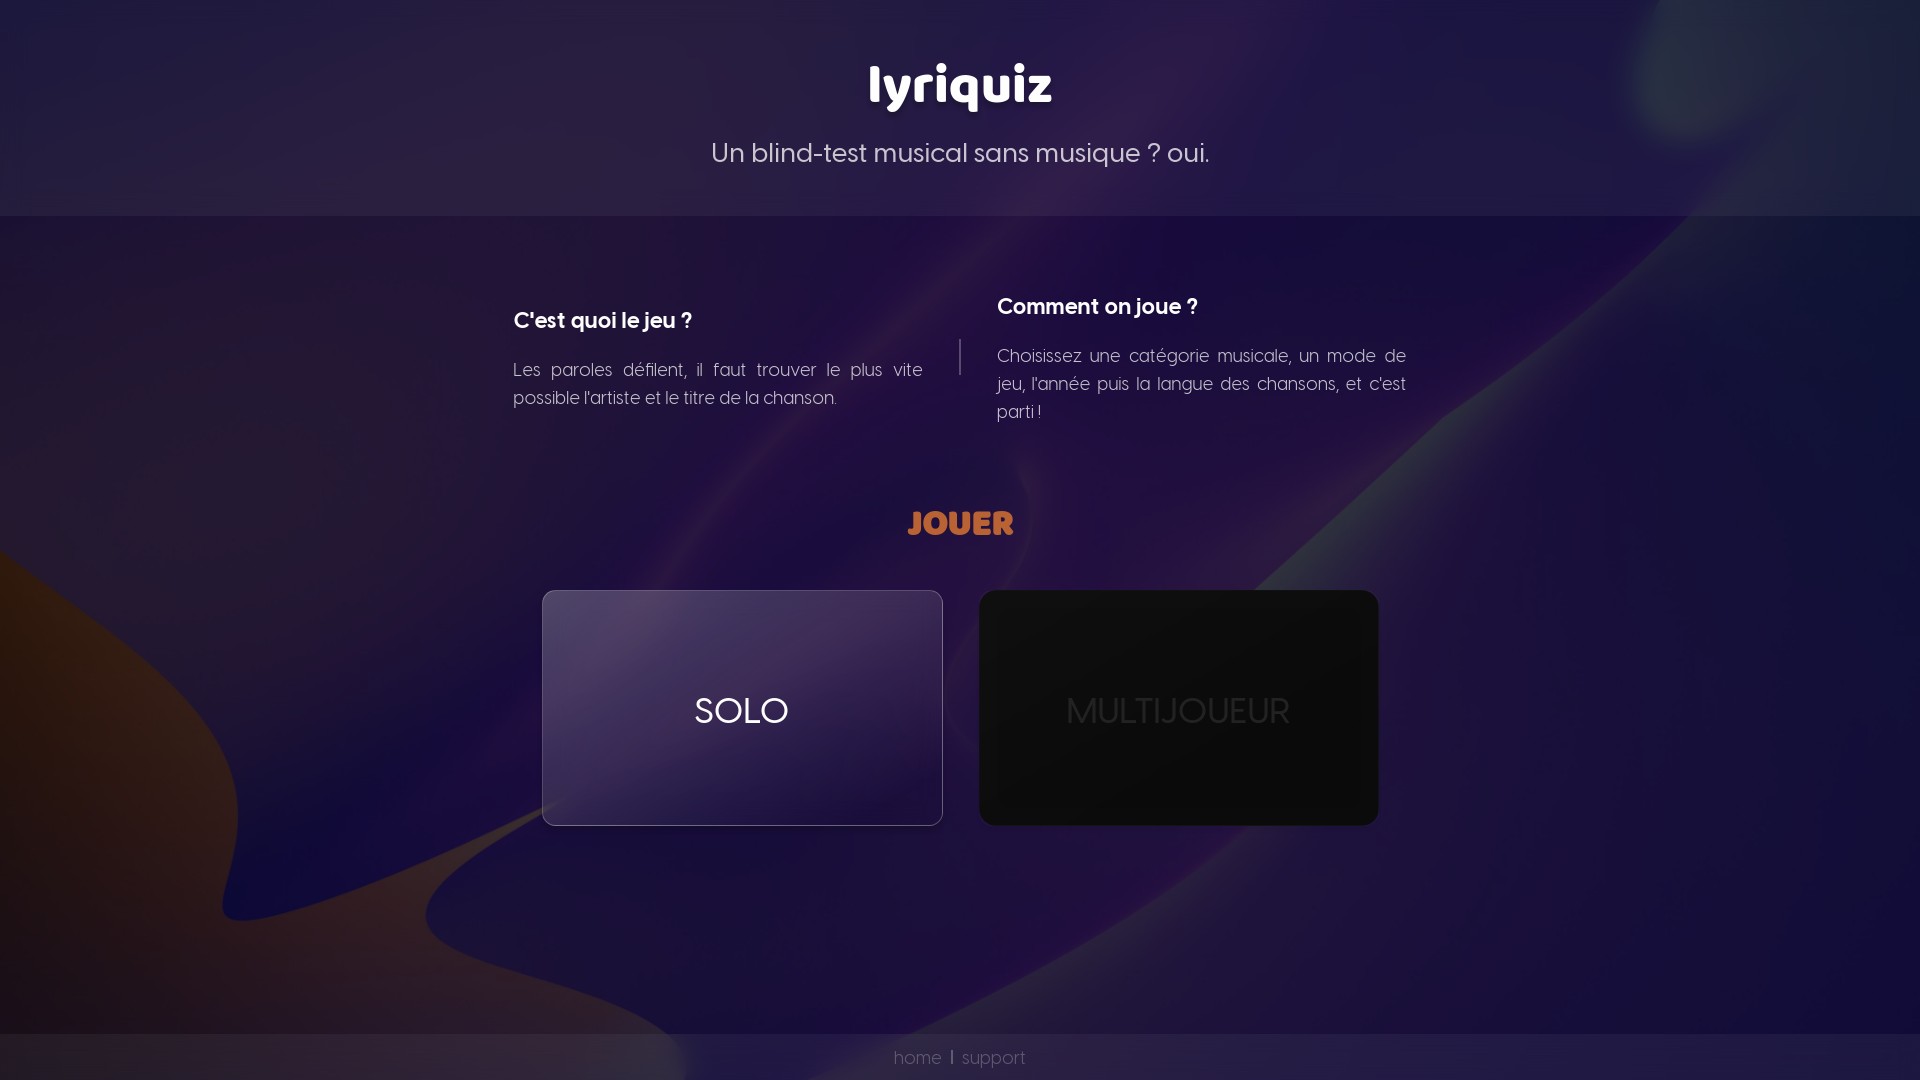 lyriquiz
Un blind-test musical sans musique ? oui.
C'est quoi le jeu ?
Les paroles défilent, il faut trouver le plus vite
possible l'artiste et le titre de la chanson.
Comment on joue ?
Choisissez une catégorie musicale, un mode de
jeu, l'année puis la langue des chansons, et c'est
parti !
JOUER
SOLO
MULTIJOUEUR
home | support